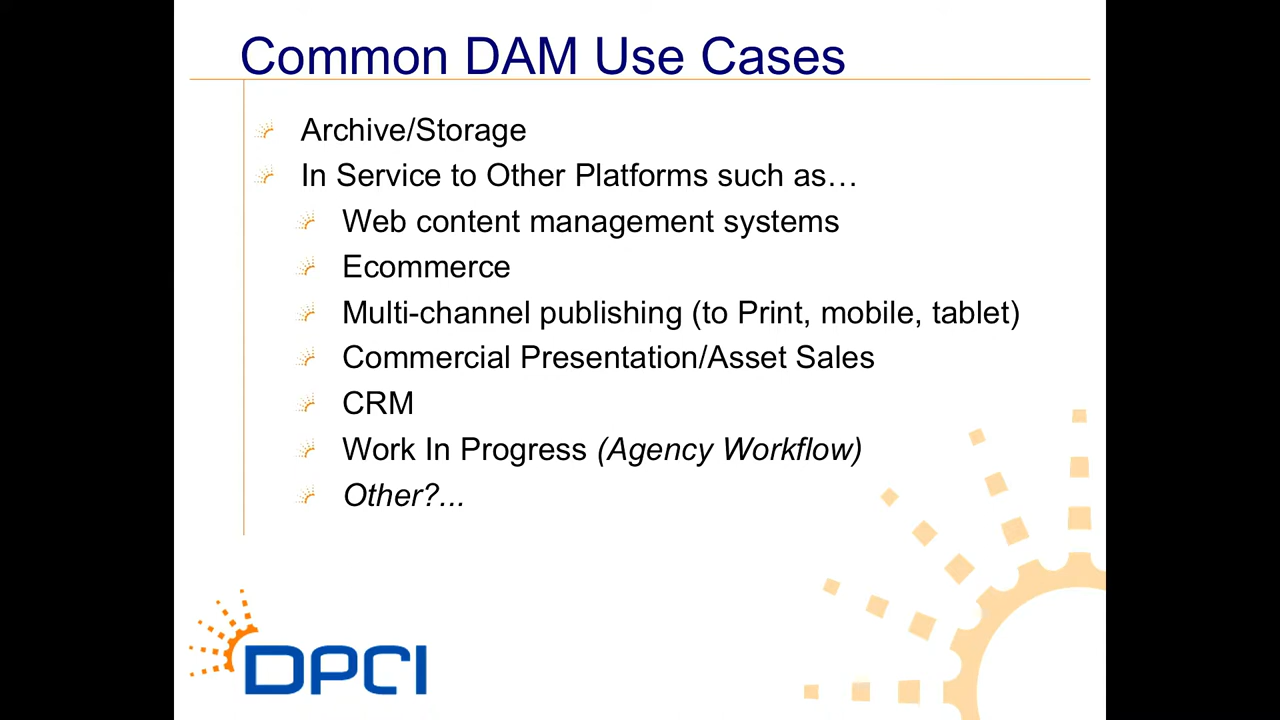 Common DAM Use Cases
Archive/Storage
In Service to Other Platforms such as…
Web content management systems
Ecommerce
Multi-channel publishing (to Print, mobile, tablet)
Commercial Presentation/Asset Sales
CRM
Work In Progress (Agency Workflow)
Other?...
DPCI